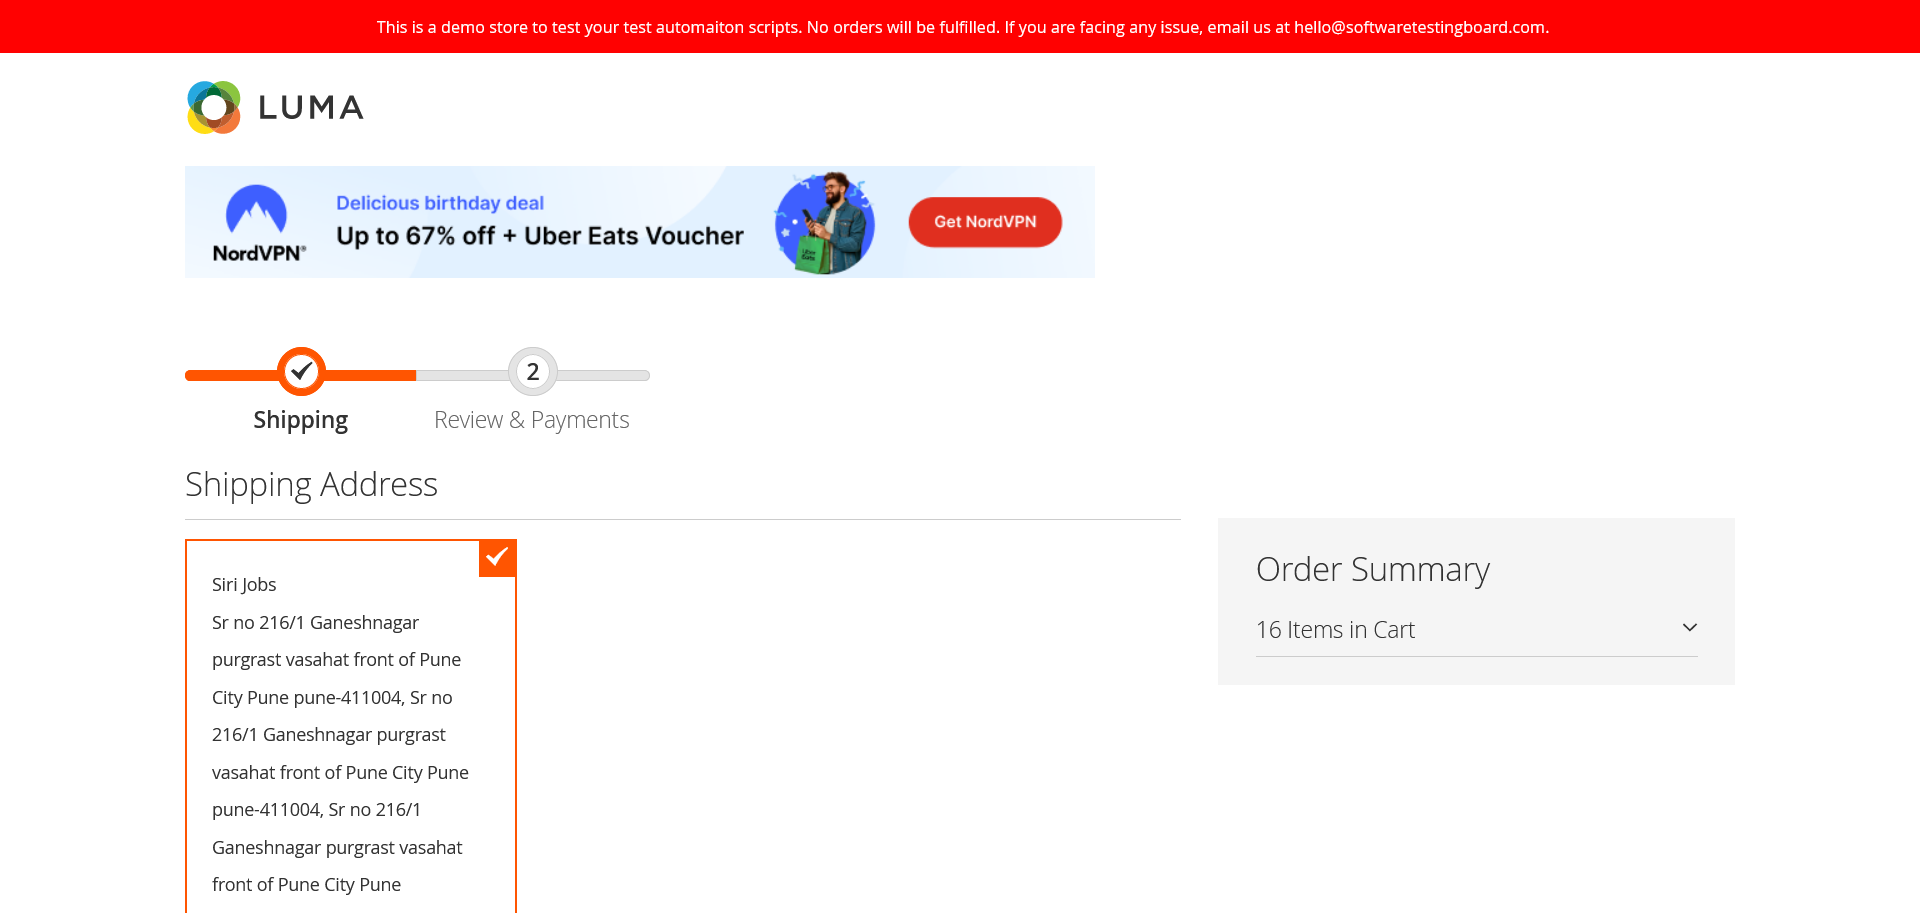 This is a demo store to test your test automaiton scripts. No orders will be fulfilled. If you are facing any issue, email us at hello@softwaretestingboard.com.
LUMA
NordVPN®
Delicious birthday deal
Up to 67% off + Uber Eats Voucher
Uber Eats
Get NordVPN
2
Shipping
Review & Payments
Shipping Address
Siri Jobs
Sr no 216/1 Ganeshnagar
purgrast vasahat front of Pune
City Pune pune-411004, Sr no
216/1 Ganeshnagar purgrast
vasahat front of Pune City Pune
pune-411004, Sr no 216/1
Ganeshnagar purgrast vasahat
front of Pune City Pune
Order Summary
16 Items in Cart